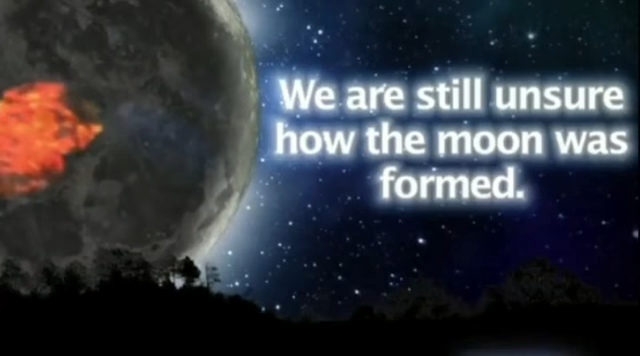 We are still unsure
how the moon was
formed.